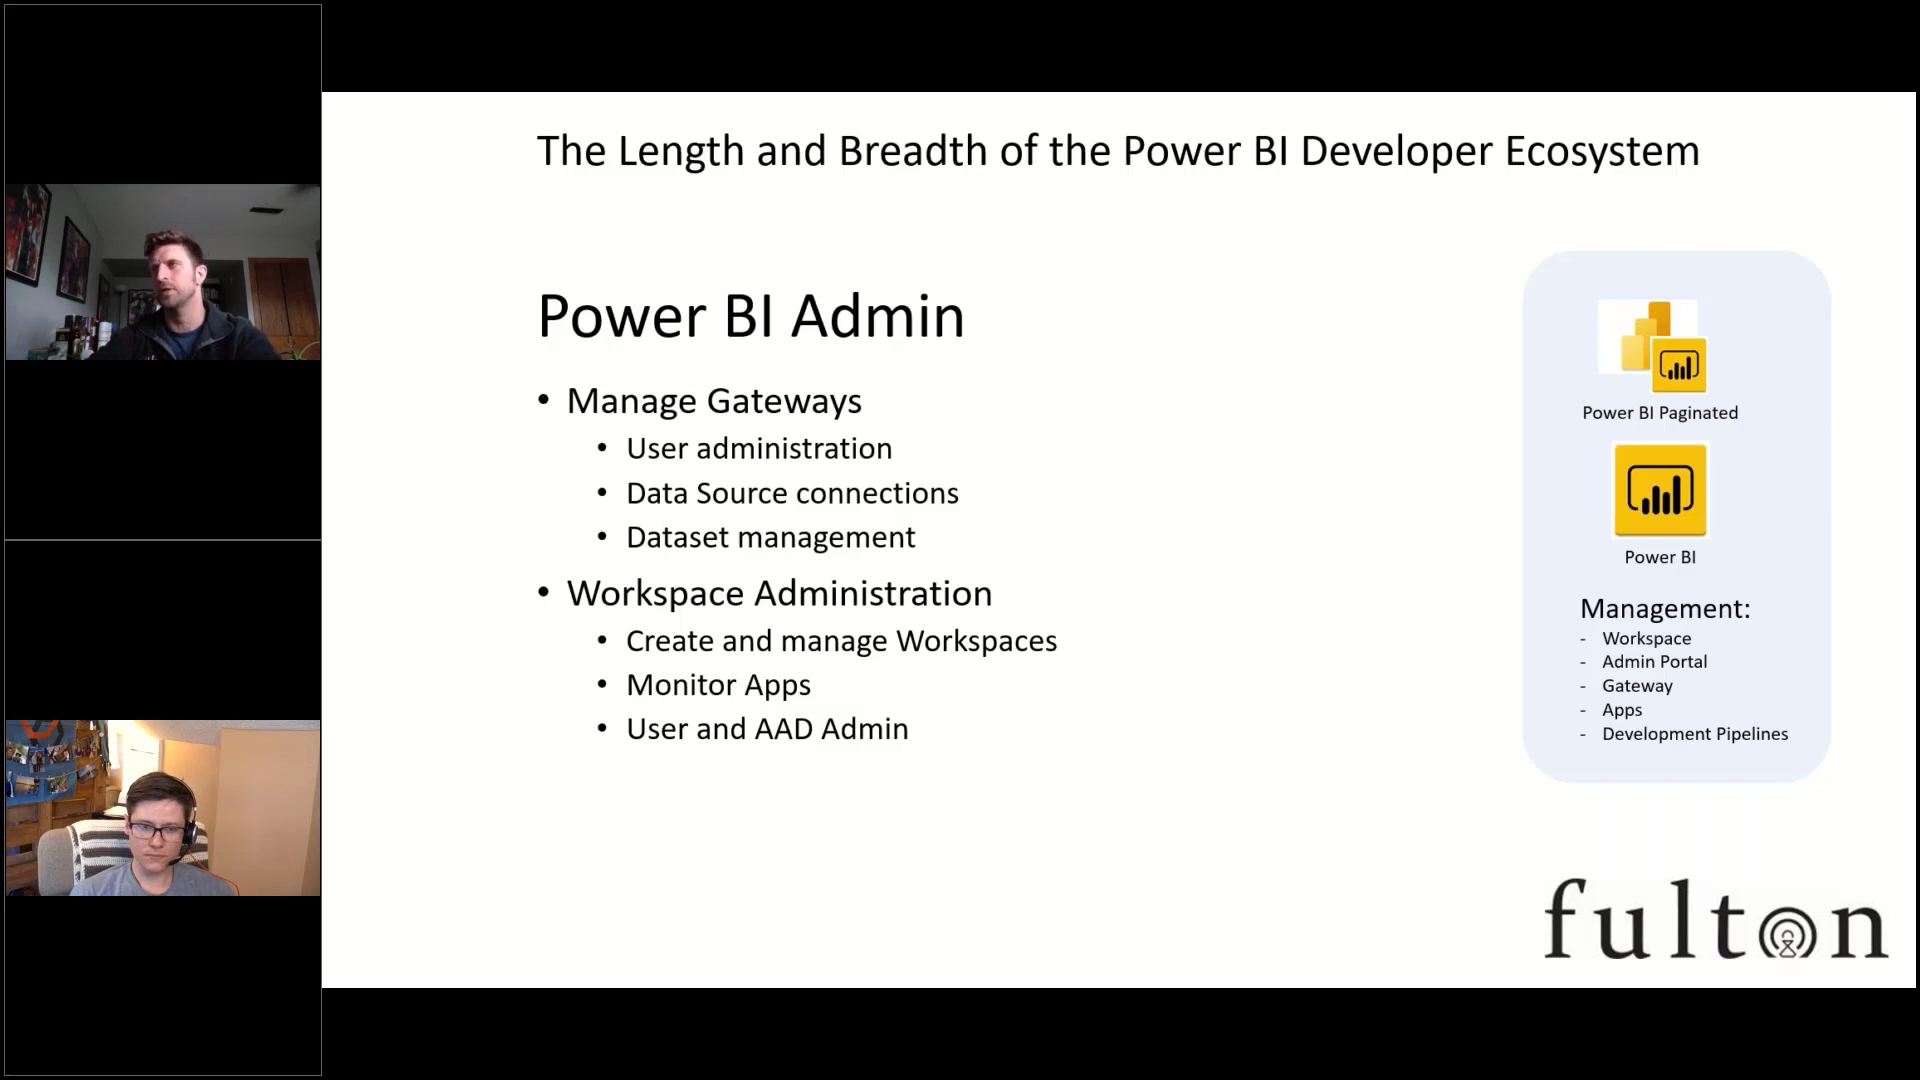 The Length and Breadth of the Power BI Developer Ecosystem
Power BI Admin
• Manage Gateways
• User administration
• Data Source connections
• Dataset management
• Workspace Administration
• Create and manage Workspaces
• Monitor Apps
• User and AAD Admin
Power BI Paginated
Power BI
Management:
- Workspace
- Admin Portal
- Gateway
- Apps
- Development Pipelines
fulton